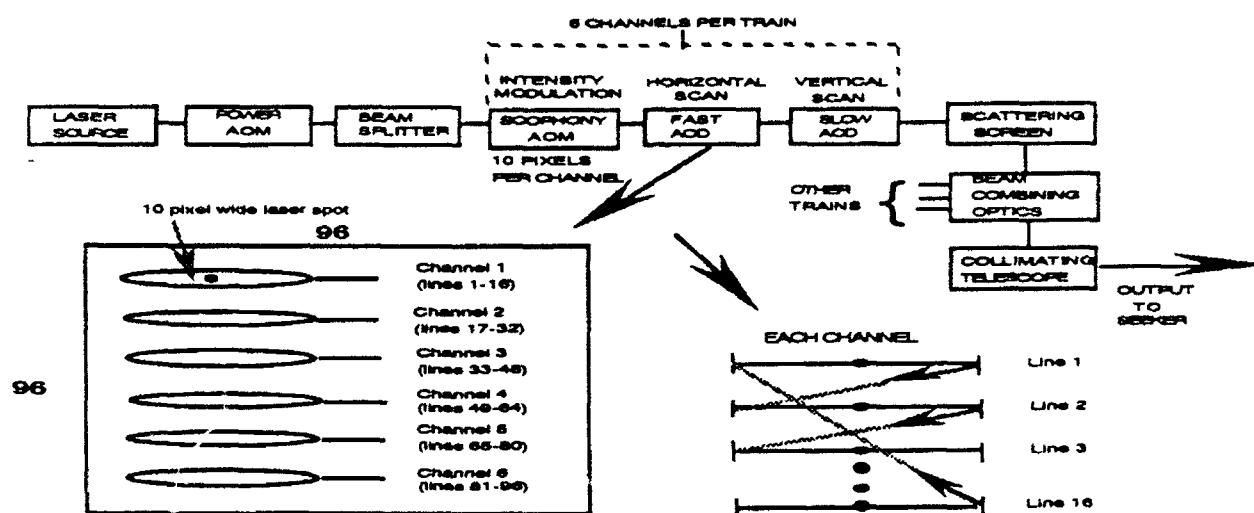 6 CHANNELS PER TRAIN
INTENSITY
MODULATION
HORIZONTAL
SCAN
VERTICAL
SCAN
LASER
SOURCE
POWER
AOM
BEAM
SPLITTER
SCOPHONY
AOM
FAST
AOD
SLOW
AOD
SCATTERING
SCREEN
10 PIXELS
PER CHANNEL
OTHER
TRAINS
BEAM
COMBINING
OPTICS
COLLIMATING
TELESCOPE
OUTPUT
TO
SEEKER
10 pixel wide laser spot
96
96
Channel 1
(lines 1-16)
Channel 2
(lines 17-32)
Channel 3
(lines 33-48)
Channel 4
(lines 49-64)
Channel 5
(lines 65-80)
Channel 6
(lines 81-96)
EACH CHANNEL
Line 1
Line 2
Line 3
Line 16